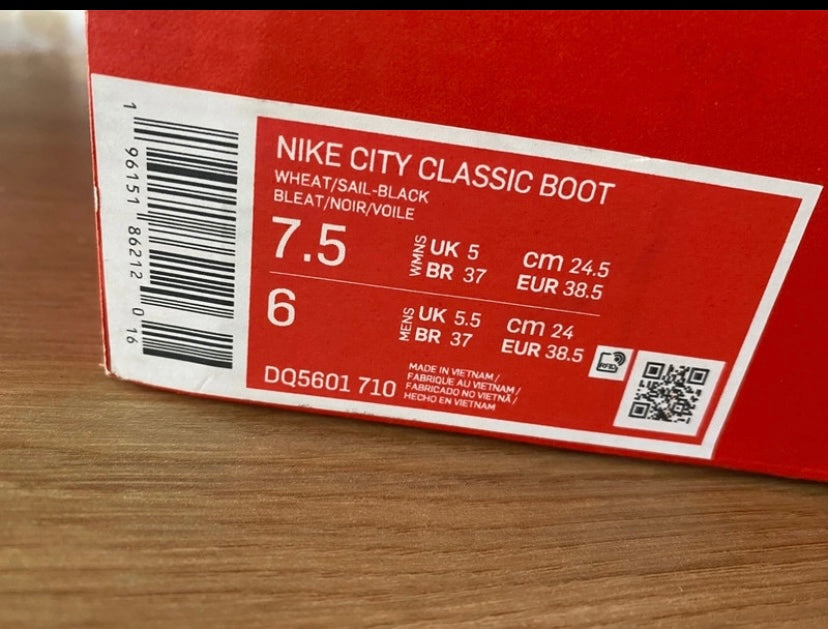 NIKE CITY CLASSIC BOOT
WHEAT/SAIL-BLACK
BLEAT/NOIR/VOILE
7.5 WMNS UK 5 cm 24.5
BR 37 EUR 38.5
6 MENS UK 5.5 cm 24
BR 37 EUR 38.5
RFID
DQ5601 710
MADE IN VIETNAM /
FABRIQUE AU VIETNAM /
FABRICADO NO VIETNÃ /
HECHO EN VIETNAM
1 96151 86212 0 16